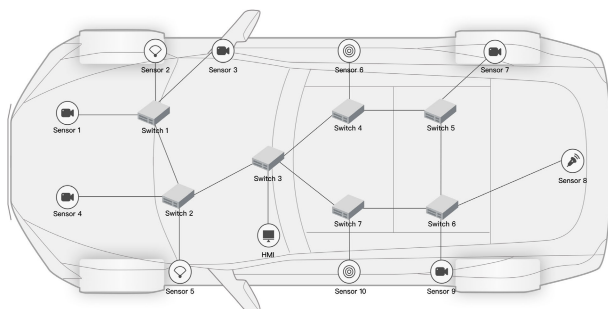 Sensor 2
Sensor 3
Sensor 6
Sensor 7
Sensor 1
Switch 1
Switch 4
Switch 5
Switch 3
Sensor 8
Sensor 4
Switch 2
Switch 7
Switch 6
HMI
Sensor 5
Sensor 10
Sensor 9